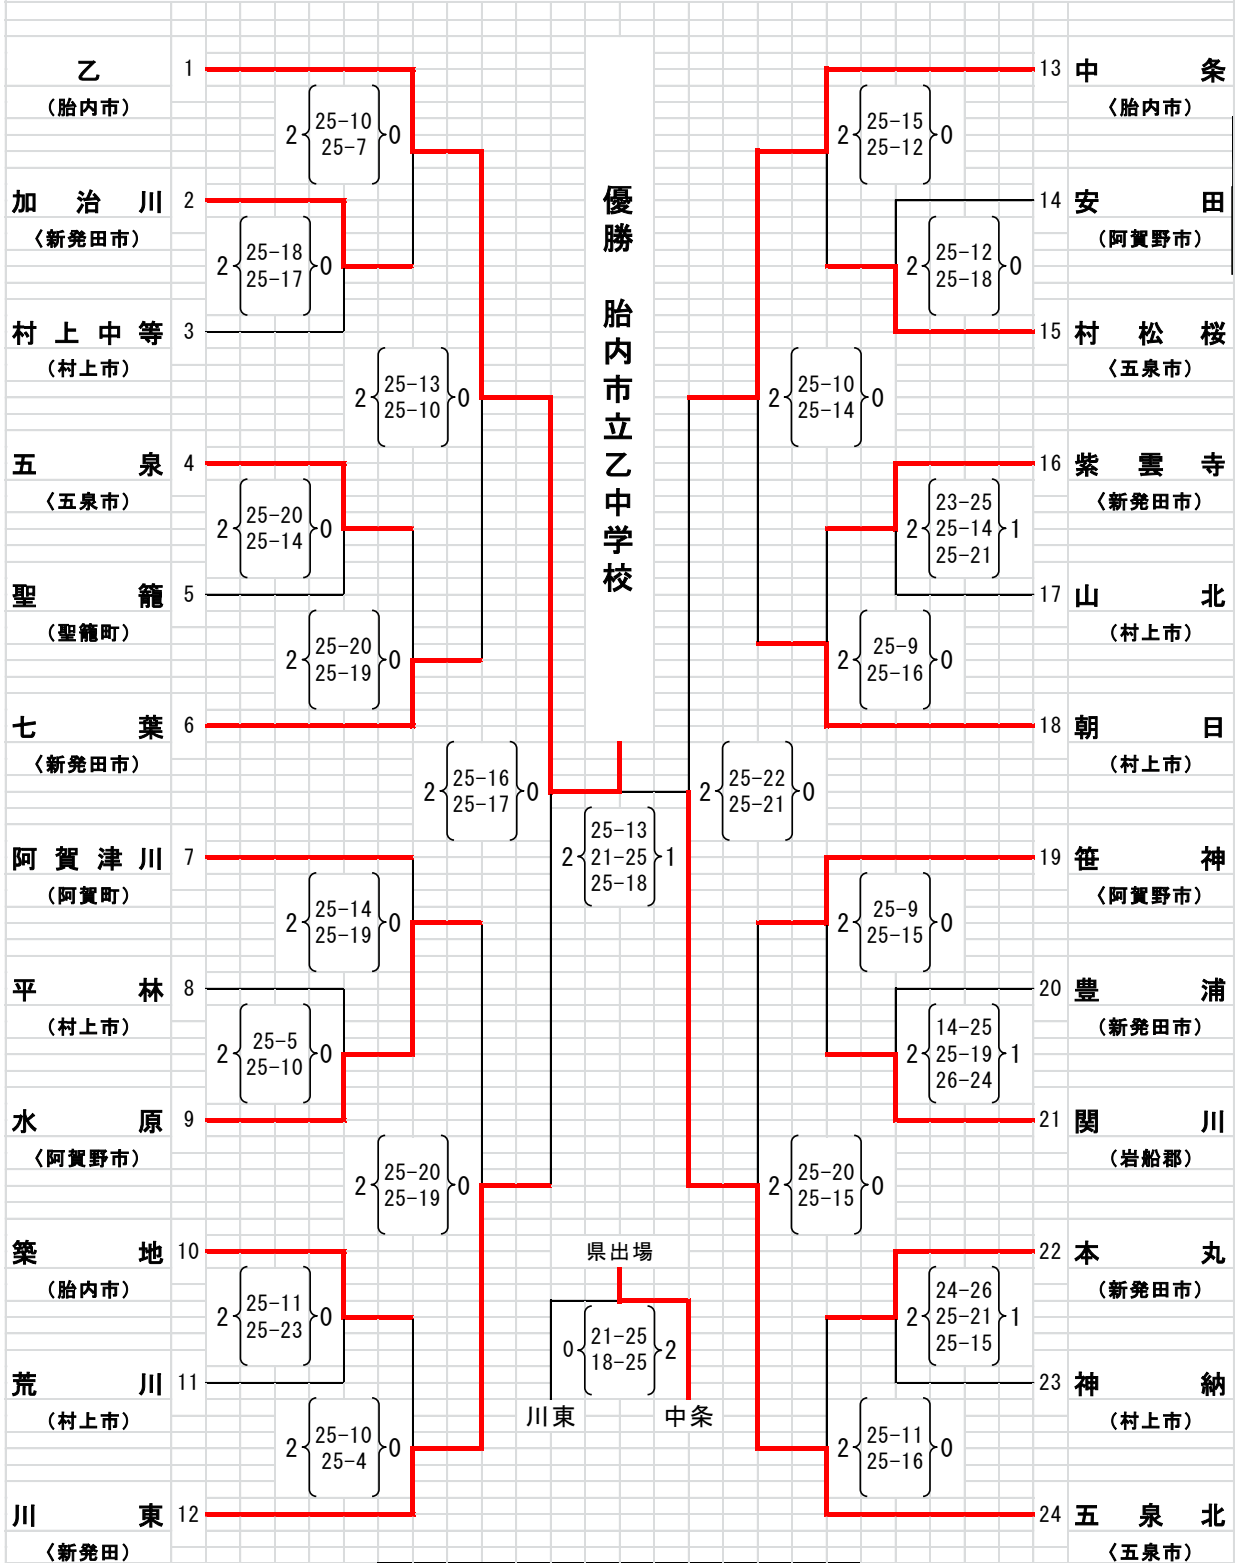 優勝　胎内市立乙中学校
乙 1
（胎内市）
2 25-10 0
25-7
加治川 2
（新発田市）
2 25-18 0
25-17
村上中等 3
（村上市）
2 25-13 0
25-10
五泉 4
（五泉市）
2 25-20 0
25-14
聖籠 5
（聖籠町）
2 25-20 0
25-19
七葉 6
（新発田市）
2 25-16 0
25-17
阿賀津川 7
（阿賀町）
2 25-14 0
25-19
平林 8
（村上市）
2 25-5 0
25-10
水原 9
（阿賀野市）
2 25-20 0
25-19
築地 10
（胎内市）
2 25-11 0
25-23
荒川 11
（村上市）
2 25-10 0
25-4
川東 12
（新発田）
2 25-13 1
21-25
25-18
県出場
0 21-25 2
18-25
川東 中条
13 中条
（胎内市）
2 25-15 0
25-12
14 安田
（阿賀野市）
2 25-12 0
25-18
15 村松桜
（五泉市）
2 25-10 0
25-14
16 紫雲寺
（新発田市）
2 23-25 1
25-14
25-21
17 山北
（村上市）
2 25-9 0
25-16
18 朝日
（村上市）
2 25-22 0
25-21
19 笹神
（阿賀野市）
2 25-9 0
25-15
20 豊浦
（新発田市）
2 14-25 1
25-19
26-24
21 関川
（岩船郡）
2 25-20 0
25-15
22 本丸
（新発田市）
2 24-26 1
25-21
25-15
23 神納
（村上市）
2 25-11 0
25-16
24 五泉北
（五泉市）